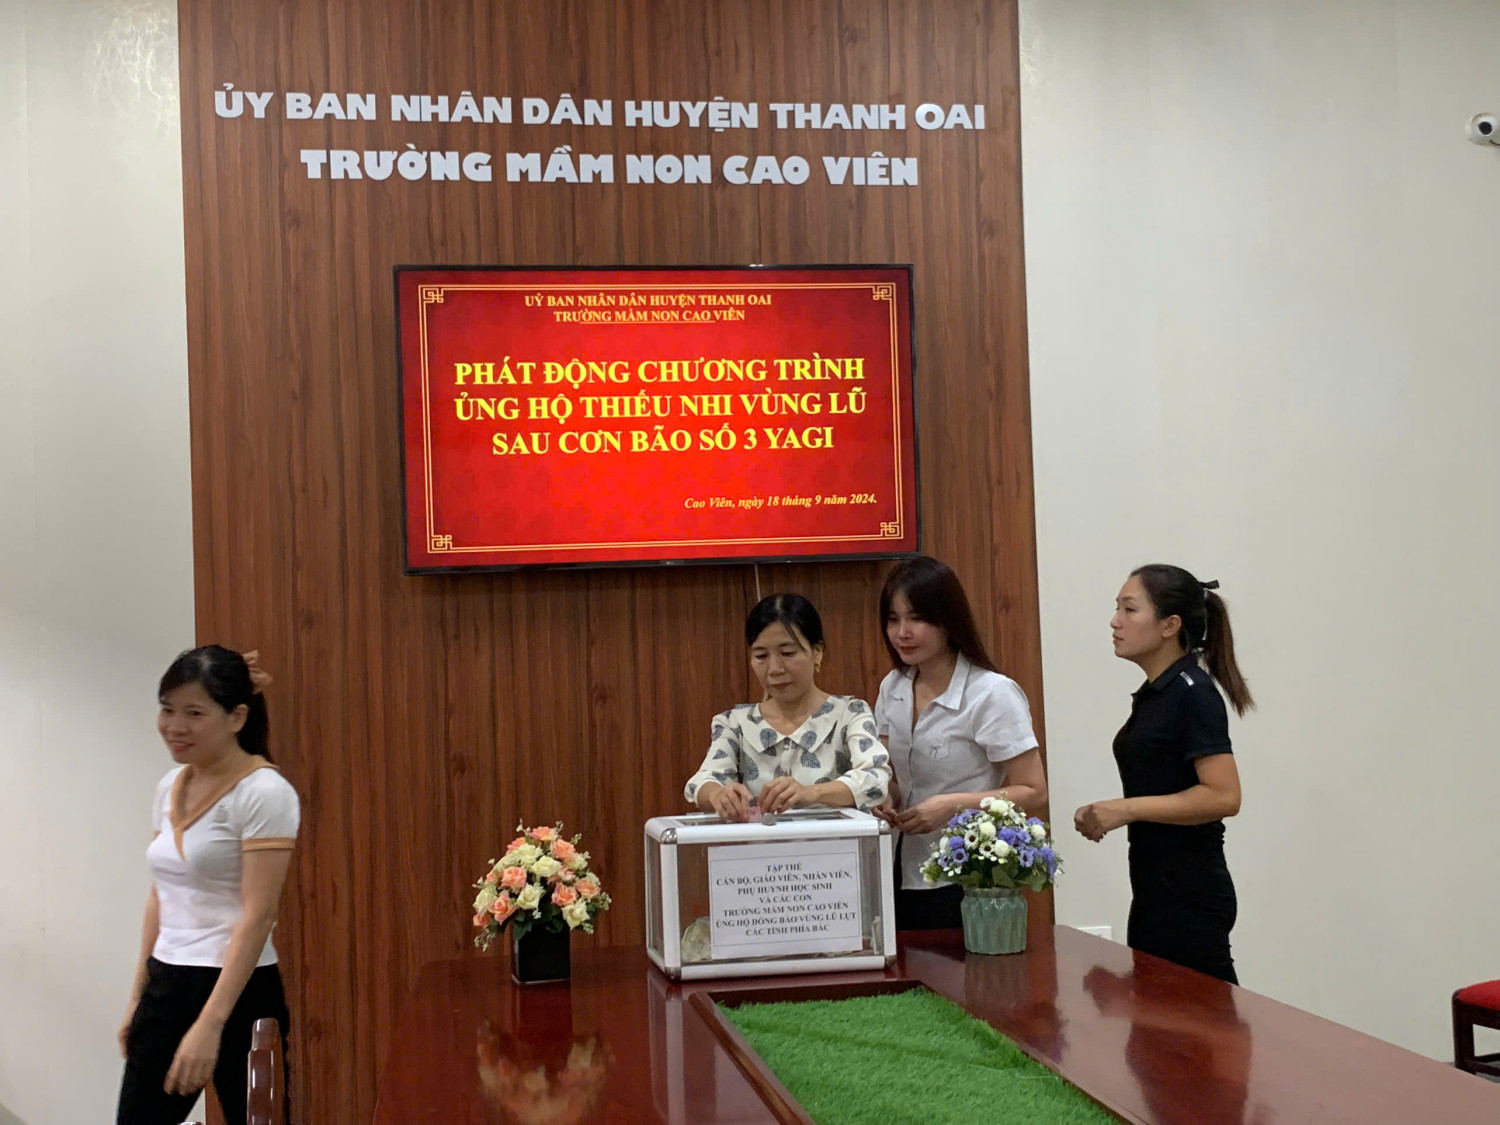 ỦY BAN NHÂN DÂN HUYỆN THANH OAI
TRƯỜNG MẦM NON CAO VIÊN
UỶ BAN NHÂN DÂN HUYỆN THANH OAI
TRƯỜNG MẦM NON CAO VIÊN
PHÁT ĐỘNG CHƯƠNG TRÌNH
ỦNG HỘ THIẾU NHI VÙNG LŨ
SAU CƠN BÃO SỐ 3 YAGI
Cao Viên, ngày 18 tháng 9 năm 2024.
TẬP THỂ
CÁN BỘ, GIÁO VIÊN, NHÂN VIÊN,
PHỤ HUYNH HỌC SINH
VÀ CÁC CON
TRƯỜNG MẦM NON CAO VIÊN
ỦNG HỘ ĐỒNG BÀO VÙNG LŨ LỤT
CÁC TỈNH PHÍA BẮC